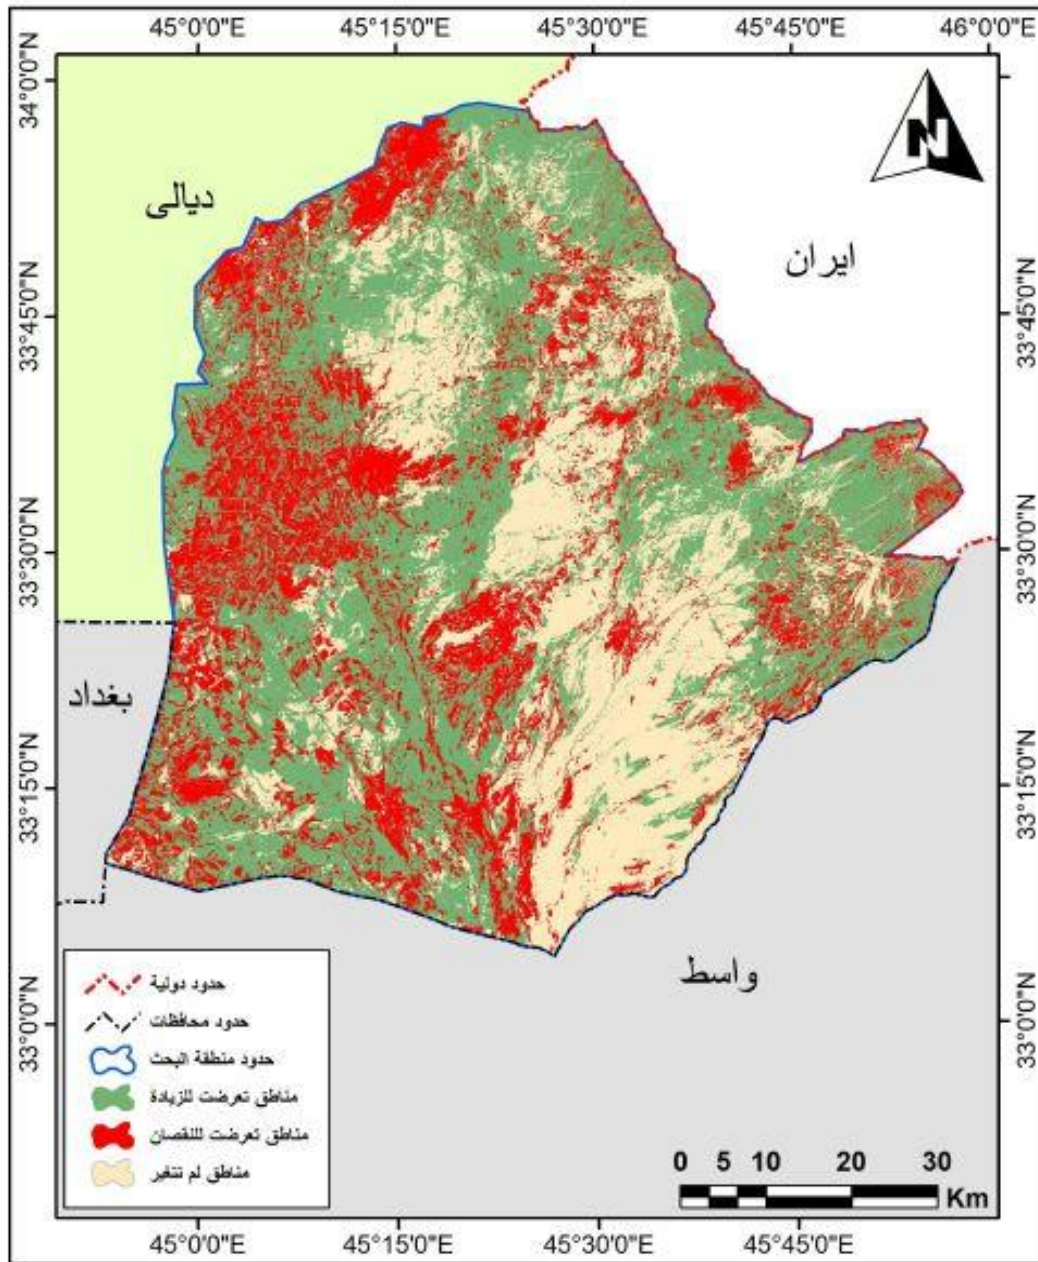 45°0'0"E 45°15'0"E 45°30'0"E 45°45'0"E 46°0'0"E
34°0'0"N
N
ديالى
ايران
33°45'0"N 33°45'0"N
33°30'0"N 33°30'0"N
بغداد
33°15'0"N 33°15'0"N
واسط
33°0'0"N 33°0'0"N
حدود دولية
حدود محافظات
حدود منطقة البحث
مناطق تعرضت للزيادة
مناطق تعرضت للنقصان
مناطق لم تتغير
0 5 10 20 30
Km
45°0'0"E 45°15'0"E 45°30'0"E 45°45'0"E